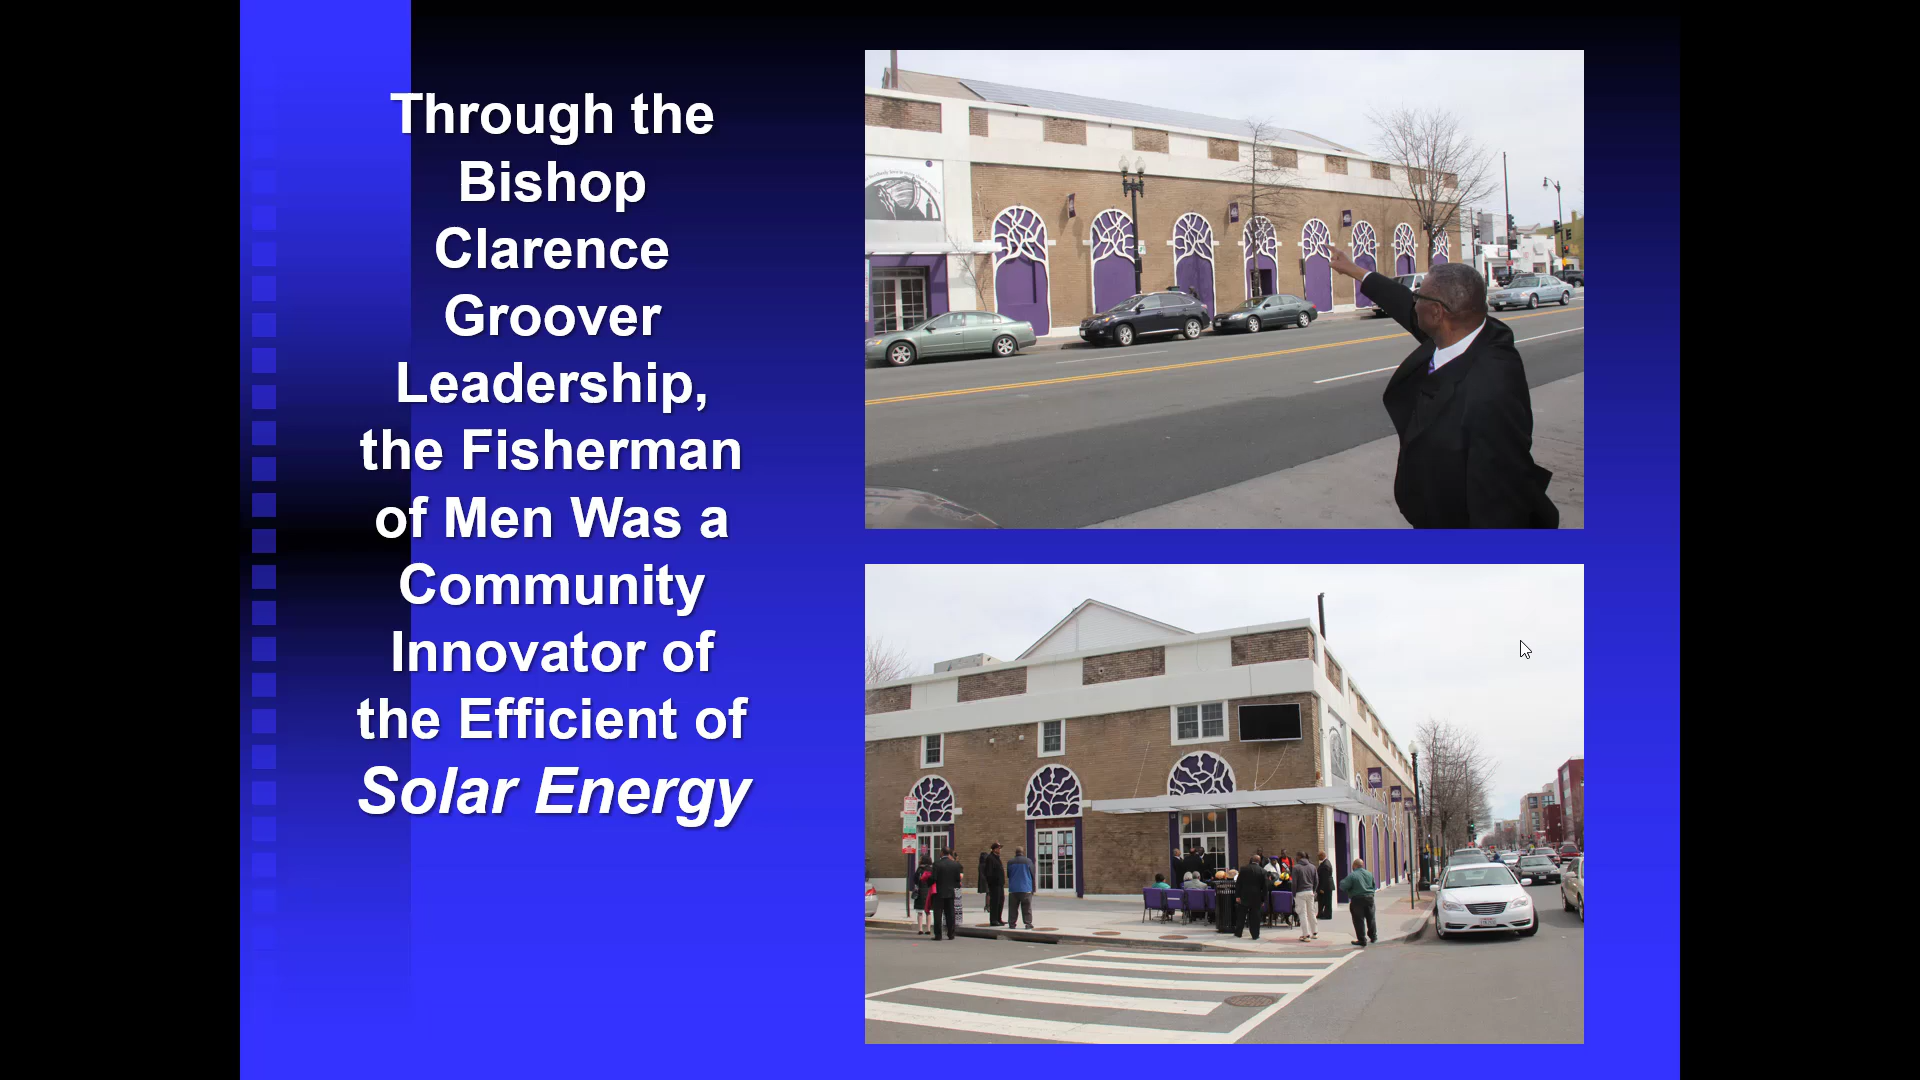 Through the
Bishop
Clarence
Groover
Leadership,
the Fisherman
of Men Was a
Community
Innovator of
the Efficient of
Solar Energy